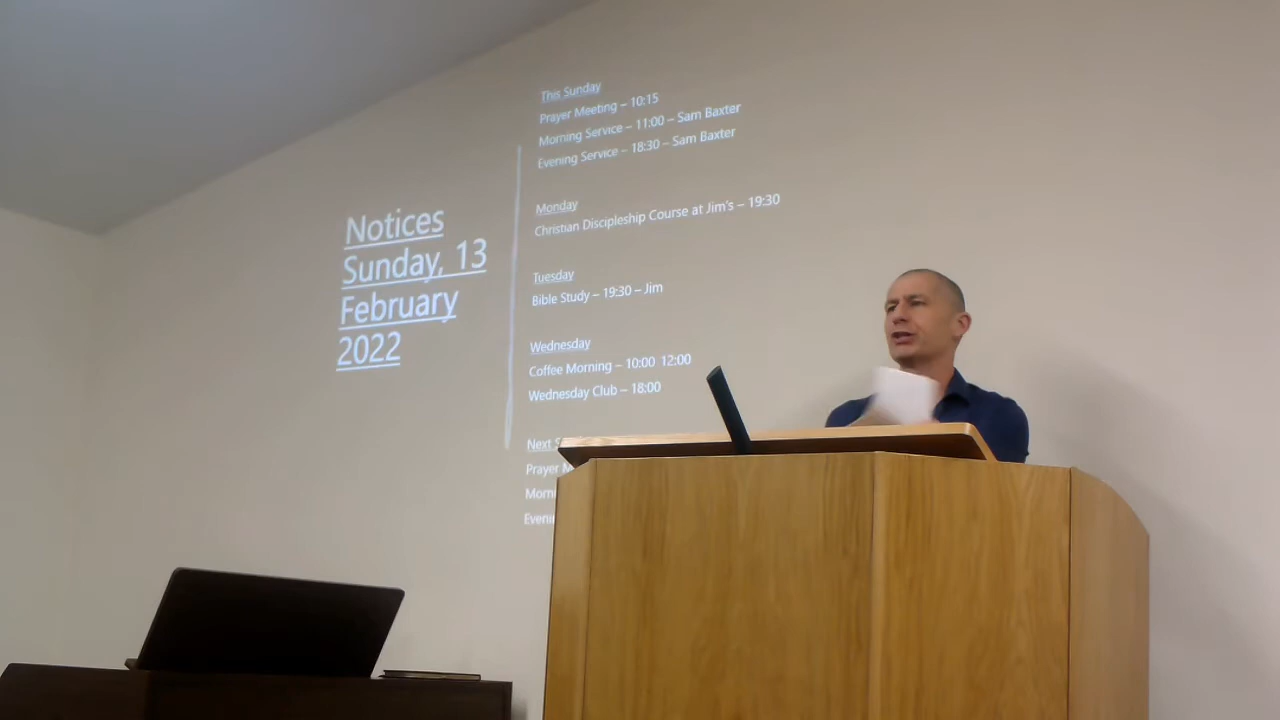 Notices
Sunday, 13
February
2022
This Sunday
Prayer Meeting – 10:15
Morning Service – 11:00 – Sam Baxter
Evening Service – 18:30 – Sam Baxter
Monday
Christian Discipleship Course at Jim's – 19:30
Tuesday
Bible Study – 19:30 – Jim
Wednesday
Coffee Morning – 10:00 12:00
Wednesday Club – 18:00
Next
Prayer